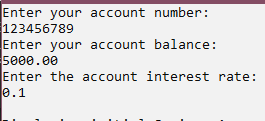 Enter your account number:
123456789
Enter your account balance:
5000.00
Enter the account interest rate:
0.1